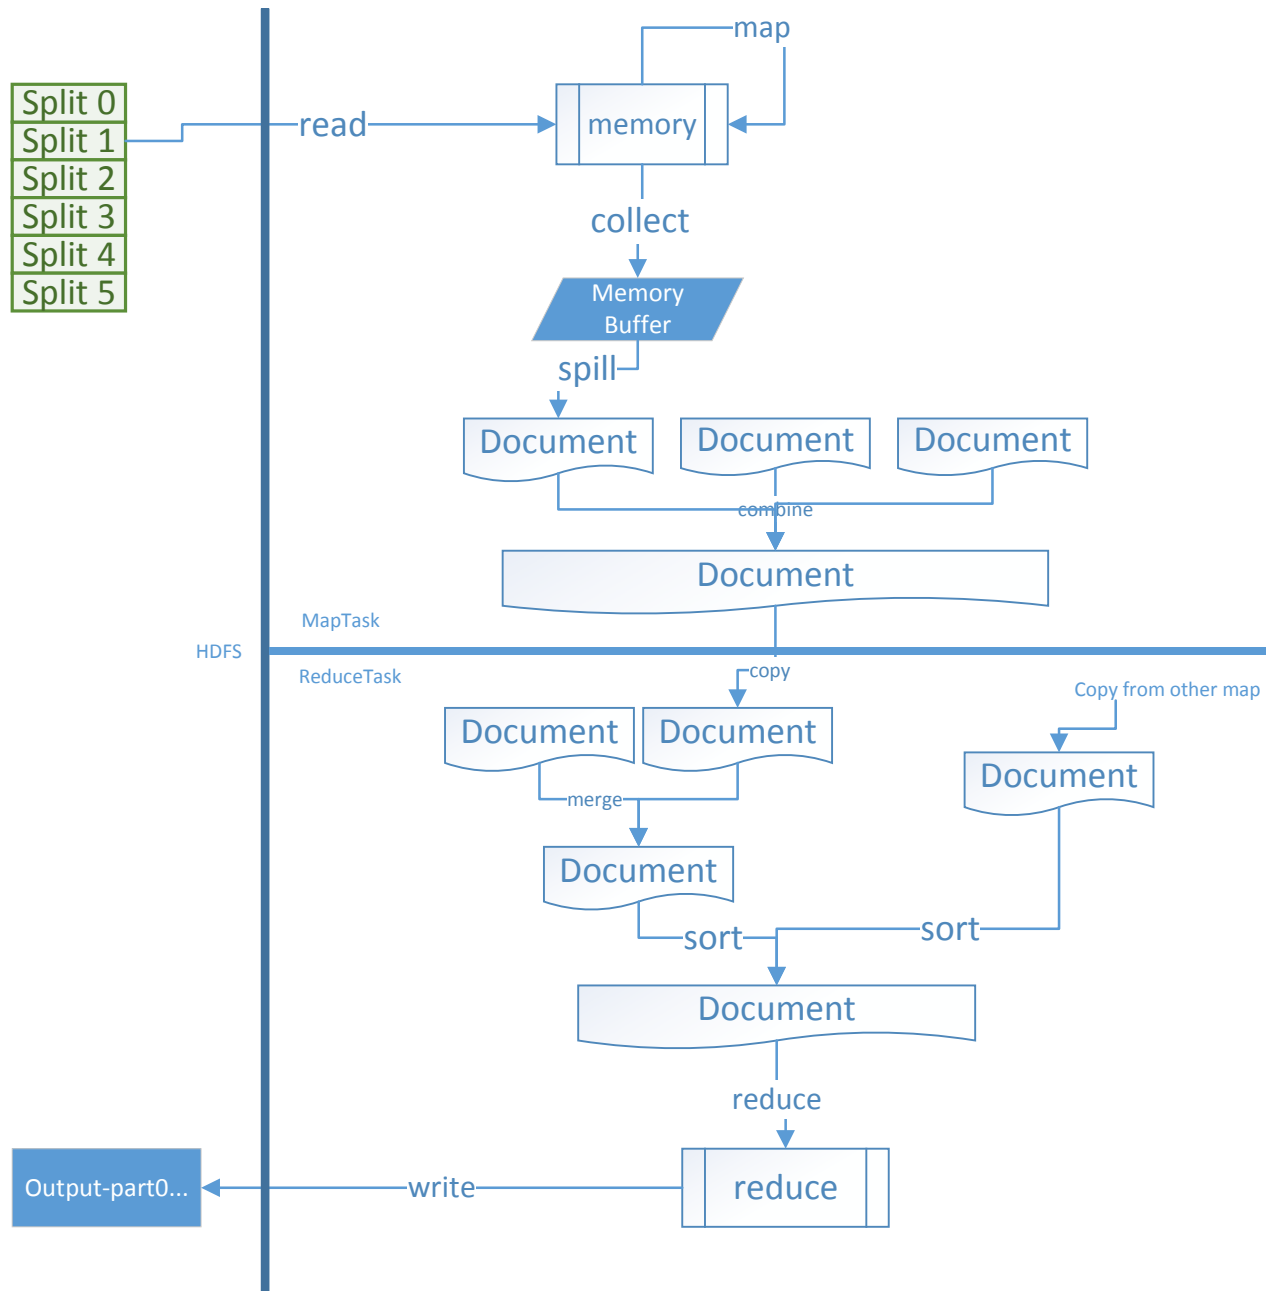 map
Split 0
Split 1
Split 2
Split 3
Split 4
Split 5
read
memory
collect
Memory
Buffer
spill
Document
Document
Document
combine
Document
MapTask
HDFS
ReduceTask
copy
Copy from other map
Document
Document
Document
merge
Document
sort
sort
Document
reduce
Output-part0...
write
reduce